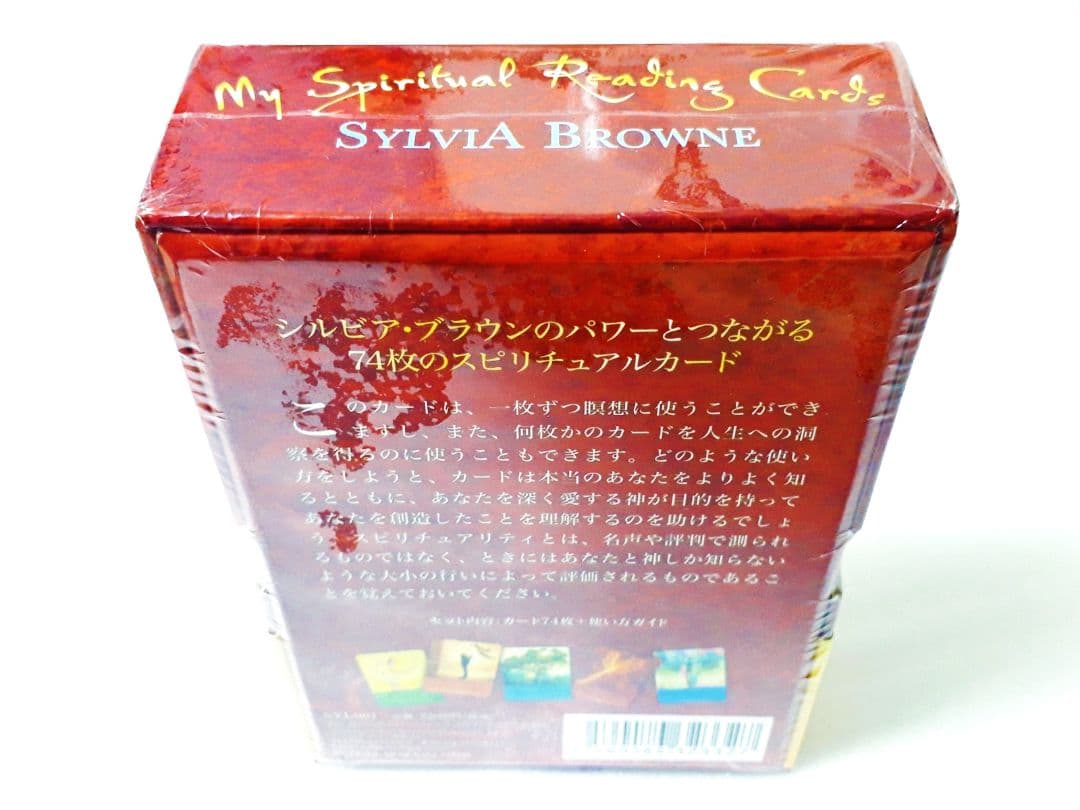 My Spiritual Reading Cards
SYLVIA BROWNE
シルビア・ブラウンのパワーとつながる
74枚のスピリチュアルカード
このカードは、一枚ずつ瞑想に使うことができ
ますし、また、何枚かのカードを人生への洞
察を得るのに使うこともできます。どのような使い
方をしようと、カードは本当のあなたをよりよく知
るとともに、あなたを深く愛する神が目的を持って
あなたを創造したことを理解するのを助けるでしょ
う。スピリチュアリティとは、名声や評判で測られ
るものではなく、ときにはあなたと神しか知らない
ような大小の行いによって評価されるものであるこ
とを覚えておいてください。
セット内容:カード74枚+使い方ガイド